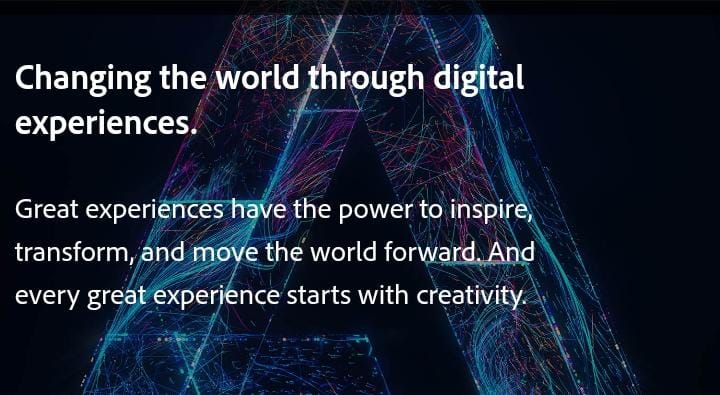 Changing the world through digital
experiences.
Great experiences have the power to inspire,
transform, and move the world forward. And
every great experience starts with creativity.